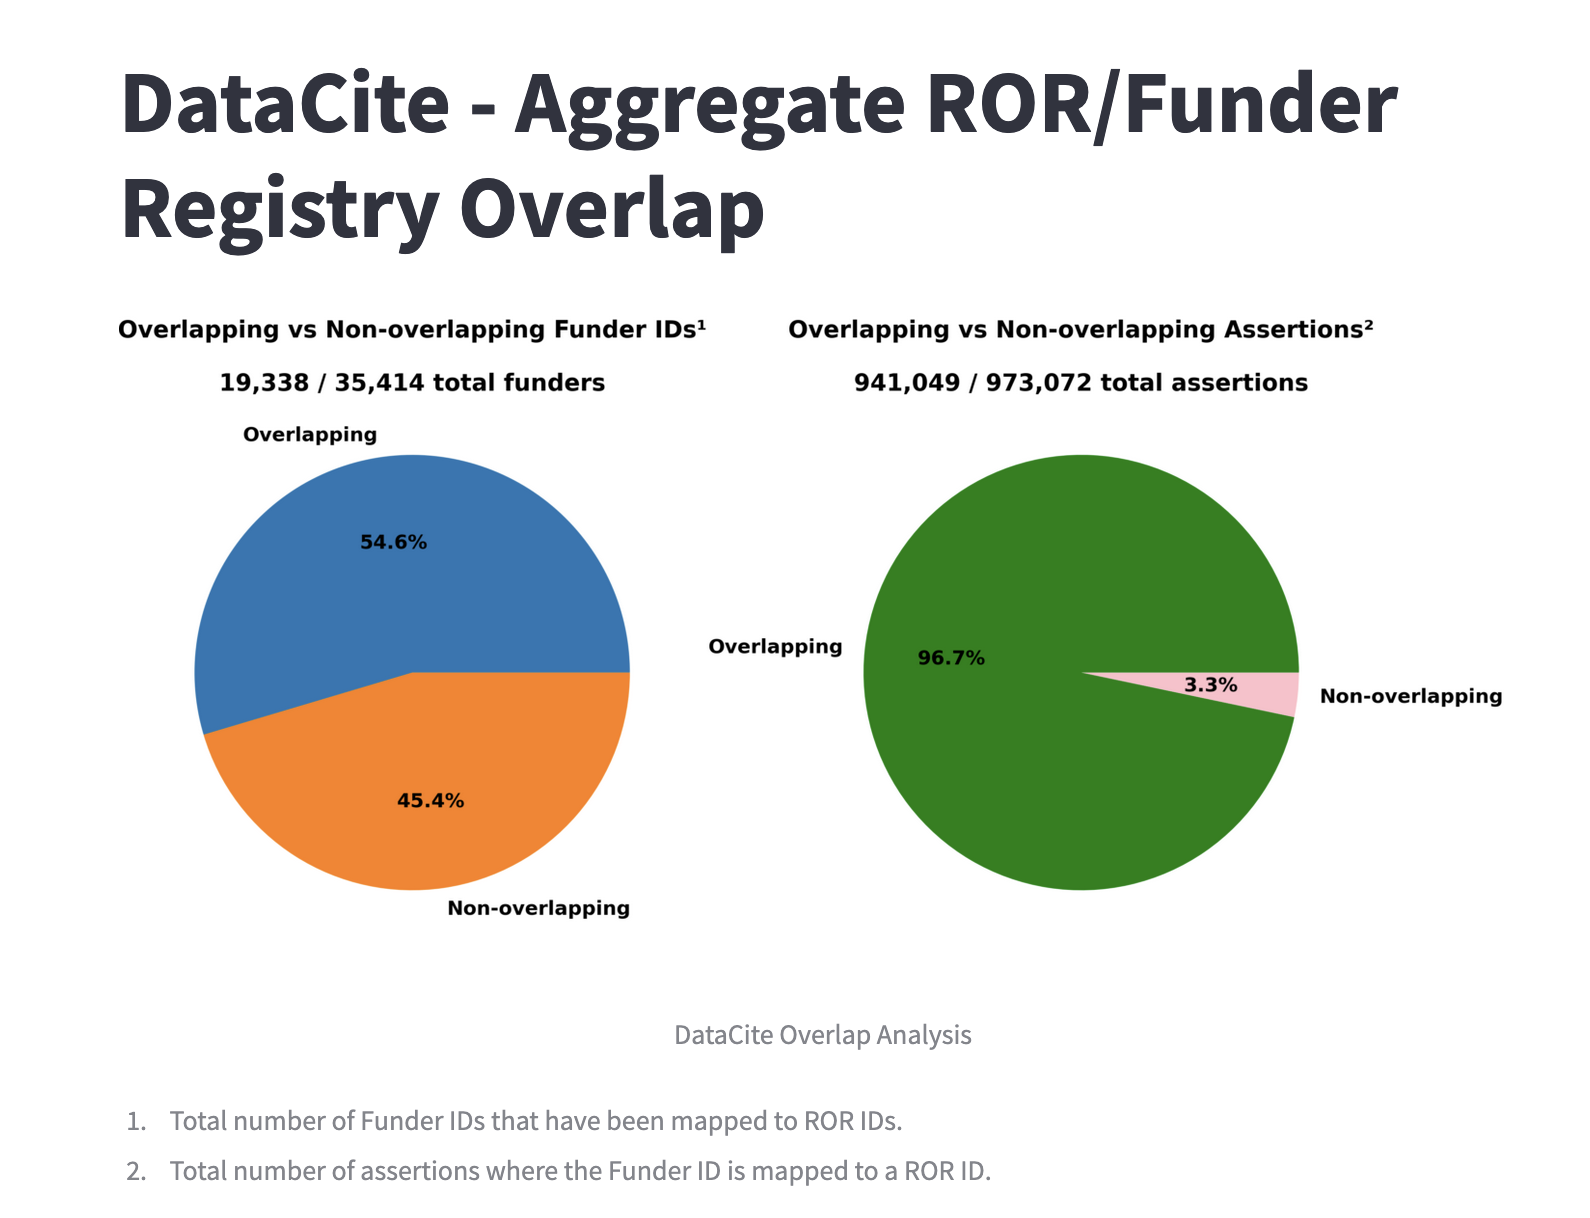 DataCite - Aggregate ROR/Funder
Registry Overlap
Overlapping vs Non-overlapping Funder IDs¹
19,338 / 35,414 total funders
Overlapping
54.6%
45.4%
Non-overlapping
Overlapping vs Non-overlapping Assertions²
941,049 / 973,072 total assertions
Overlapping
96.7%
3.3%
Non-overlapping
DataCite Overlap Analysis
1. Total number of Funder IDs that have been mapped to ROR IDs.
2. Total number of assertions where the Funder ID is mapped to a ROR ID.